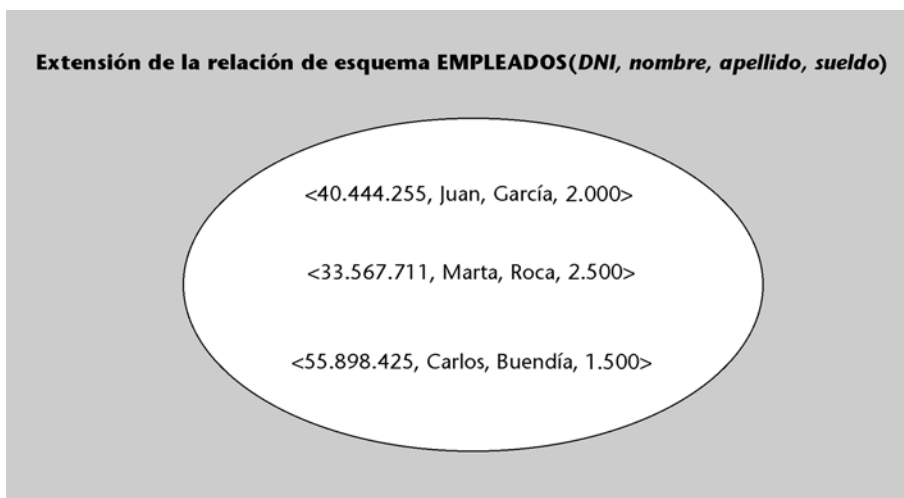 Extensión de la relación de esquema EMPLEADOS(DNI, nombre, apellido, sueldo)
<40.444.255, Juan, García, 2.000>
<33.567.711, Marta, Roca, 2.500>
<55.898.425, Carlos, Buendía, 1.500>